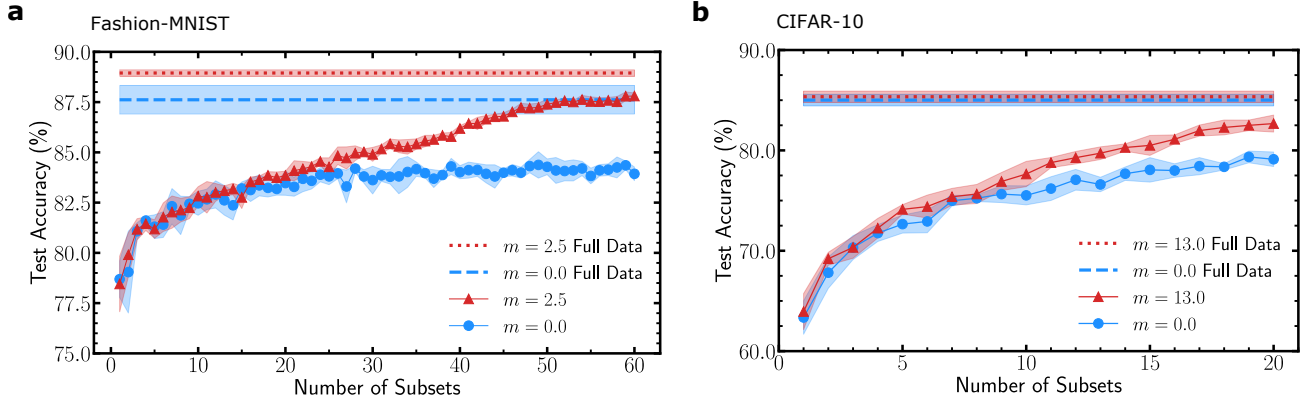 a
Fashion-MNIST
90.0
87.5
85.0
82.5
80.0
77.5
75.0
Test Accuracy (%)
m = 2.5 Full Data
m = 0.0 Full Data
m = 2.5
m = 0.0
0
10
20
30
40
50
60
Number of Subsets
b
CIFAR-10
90.0
80.0
70.0
60.0
Test Accuracy (%)
m = 13.0 Full Data
m = 0.0 Full Data
m = 13.0
m = 0.0
0
5
10
15
20
Number of Subsets